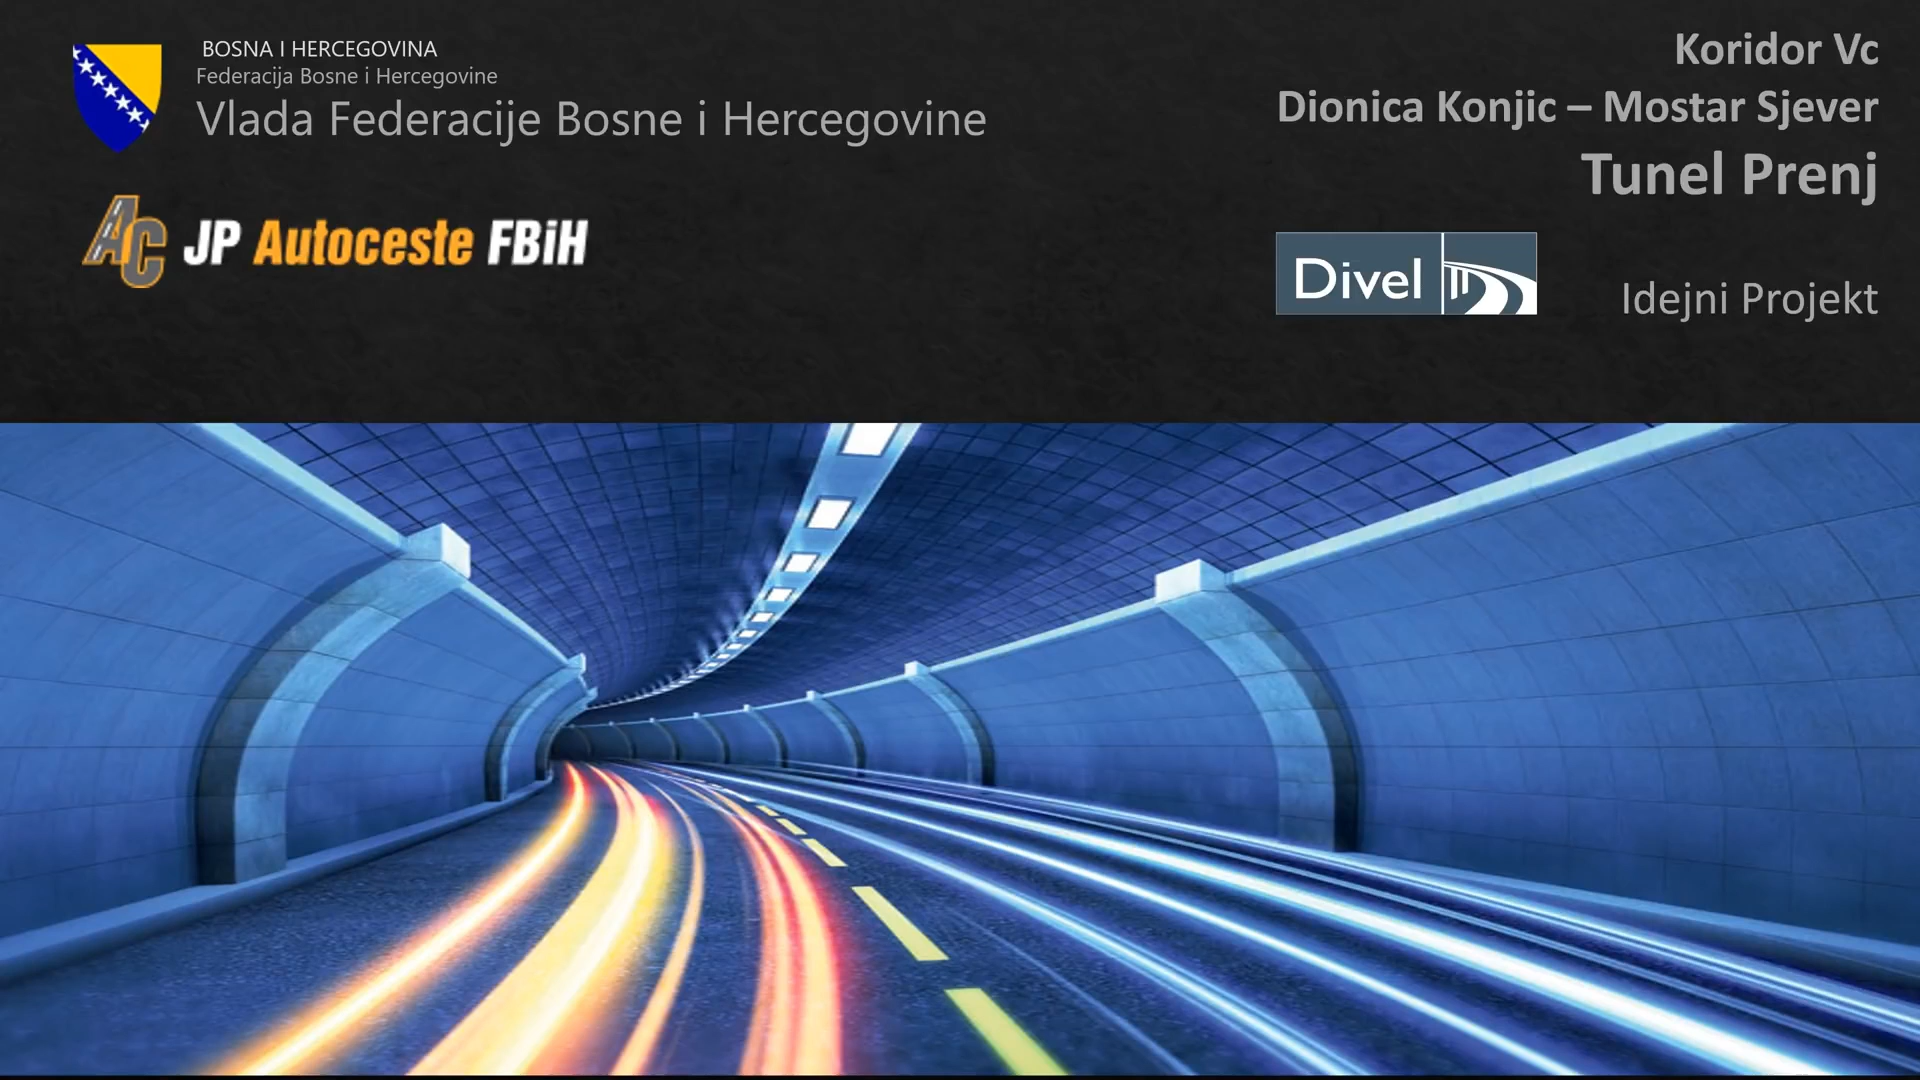 BOSNA I HERCEGOVINA
Federacija Bosne i Hercegovine
Vlada Federacije Bosne i Hercegovine
AC JP Autoceste FBiH
Koridor Vc
Dionica Konjic – Mostar Sjever
Tunel Prenj
Divel
Idejni Projekt